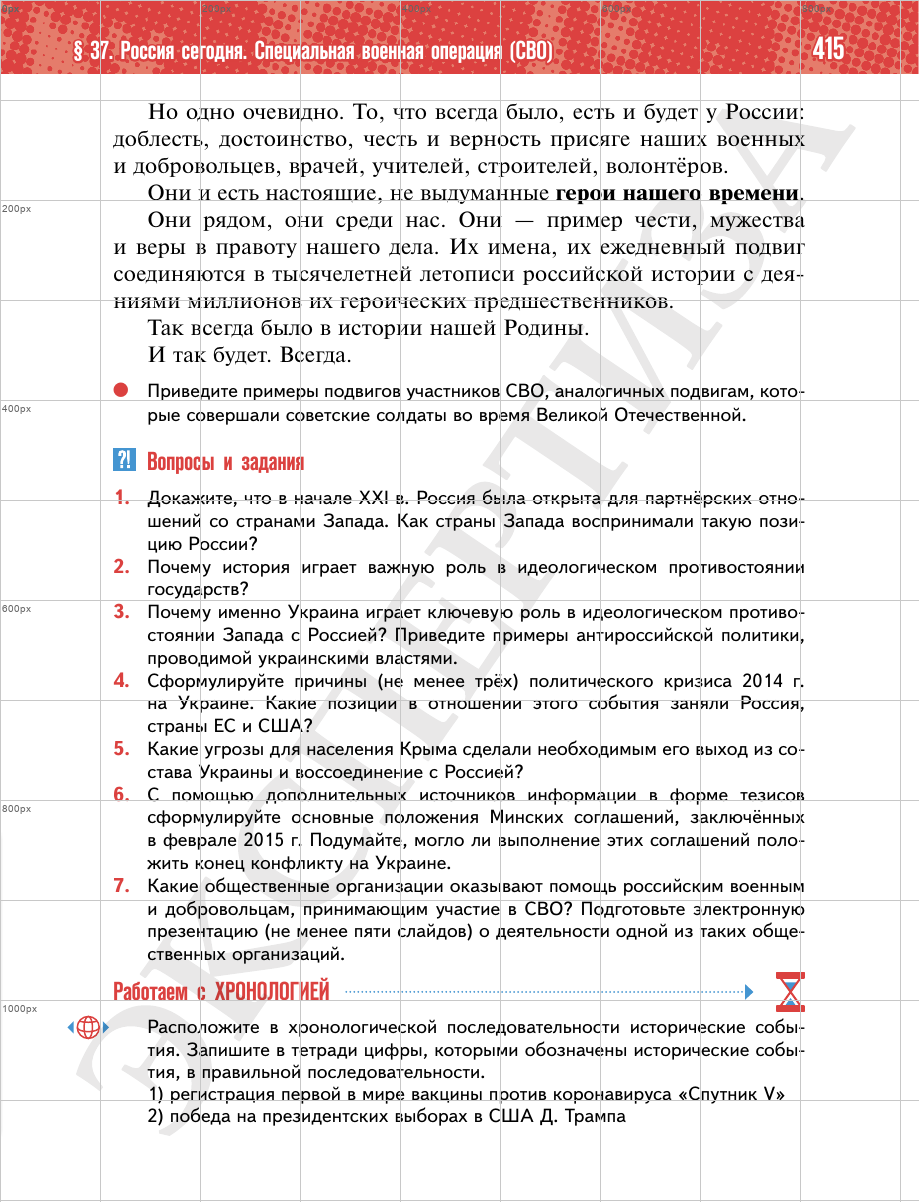 § 37. Россия сегодня. Специальная военная операция (СВО)
415
Но одно очевидно. То, что всегда было, есть и будет у России:
доблесть, достоинство, честь и верность присяге наших военных
и добровольцев, врачей, учителей, строителей, волонтёров.
Они и есть настоящие, не выдуманные герои нашего времени.
Они рядом, они среди нас. Они — пример чести, мужества
и веры в правоту нашего дела. Их имена, их ежедневный подвиг
соединяются в тысячелетней летописи российской истории с дея-
ниями миллионов их героических предшественников.
Так всегда было в истории нашей Родины.
И так будет. Всегда.
Приведите примеры подвигов участников СВО, аналогичных подвигам, кото-
рые совершали советские солдаты во время Великой Отечественной.
?! Вопросы и задания
1. Докажите, что в начале XXI в. Россия была открыта для партнёрских отно-
шений со странами Запада. Как страны Запада воспринимали такую пози-
цию России?
2. Почему история играет важную роль в идеологическом противостоянии
государств?
3. Почему именно Украина играет ключевую роль в идеологическом противо-
стоянии Запада с Россией? Приведите примеры антироссийской политики,
проводимой украинскими властями.
4. Сформулируйте причины (не менее трёх) политического кризиса 2014 г.
на Украине. Какие позиции в отношении этого события заняли Россия,
страны ЕС и США?
5. Какие угрозы для населения Крыма сделали необходимым его выход из со-
става Украины и воссоединение с Россией?
6. С помощью дополнительных источников информации в форме тезисов
сформулируйте основные положения Минских соглашений, заключённых
в феврале 2015 г. Подумайте, могло ли выполнение этих соглашений поло-
жить конец конфликту на Украине.
7. Какие общественные организации оказывают помощь российским военным
и добровольцам, принимающим участие в СВО? Подготовьте электронную
презентацию (не менее пяти слайдов) о деятельности одной из таких обще-
ственных организаций.
Работаем с ХРОНОЛОГИЕЙ
Расположите в хронологической последовательности исторические собы-
тия. Запишите в тетради цифры, которыми обозначены исторические собы-
тия, в правильной последовательности.
1) регистрация первой в мире вакцины против коронавируса «Спутник V»
2) победа на президентских выборах в США Д. Трампа
ЭКСПЕРТИЗА
200px
400px
600px
800px
1000px